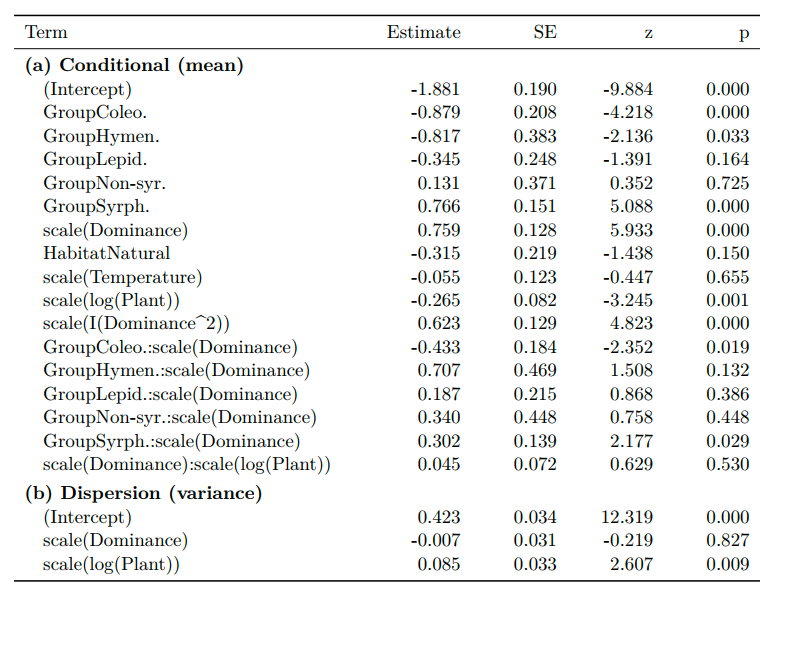 Term Estimate SE z p
(a) Conditional (mean)
(Intercept) -1.881 0.190 -9.884 0.000
GroupColeo. -0.879 0.208 -4.218 0.000
GroupHymen. -0.817 0.383 -2.136 0.033
GroupLepid. -0.345 0.248 -1.391 0.164
GroupNon-syr. 0.131 0.371 0.352 0.725
GroupSyrph. 0.766 0.151 5.088 0.000
scale(Dominance) 0.759 0.128 5.933 0.000
HabitatNatural -0.315 0.219 -1.438 0.150
scale(Temperature) -0.055 0.123 -0.447 0.655
scale(log(Plant)) -0.265 0.082 -3.245 0.001
scale(I(Dominance^2)) 0.623 0.129 4.823 0.000
GroupColeo.:scale(Dominance) -0.433 0.184 -2.352 0.019
GroupHymen.:scale(Dominance) 0.707 0.469 1.508 0.132
GroupLepid.:scale(Dominance) 0.187 0.215 0.868 0.386
GroupNon-syr.:scale(Dominance) 0.340 0.448 0.758 0.448
GroupSyrph.:scale(Dominance) 0.302 0.139 2.177 0.029
scale(Dominance):scale(log(Plant)) 0.045 0.072 0.629 0.530
(b) Dispersion (variance)
(Intercept) 0.423 0.034 12.319 0.000
scale(Dominance) -0.007 0.031 -0.219 0.827
scale(log(Plant)) 0.085 0.033 2.607 0.009